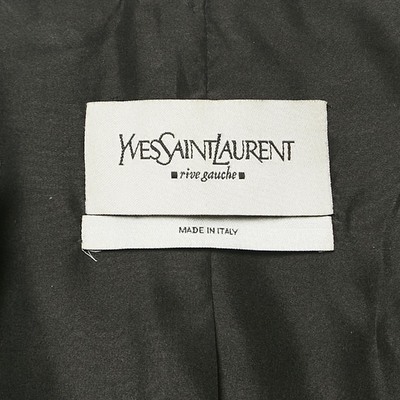 YVESSAINTLAURENT
▪ rive gauche ▪
MADE IN ITALY